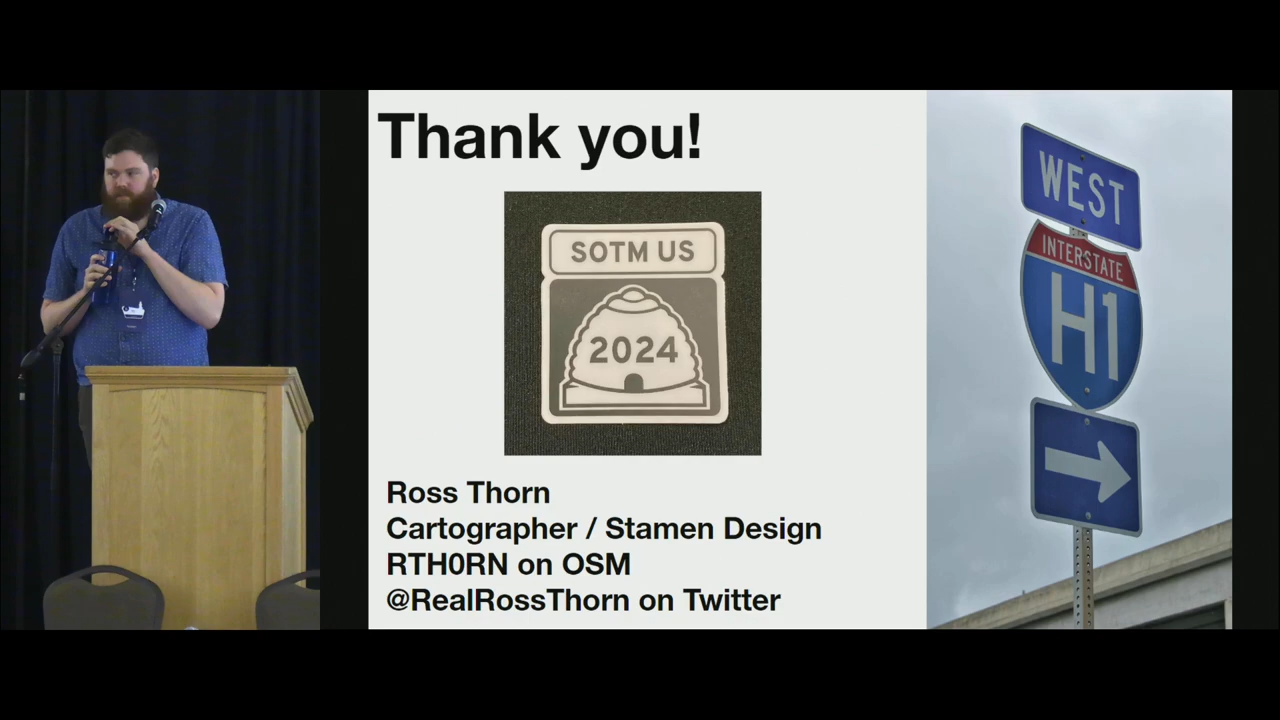 Thank you!
SOTM US
2024
Ross Thorn
Cartographer / Stamen Design
RTH0RN on OSM
@RealRossThorn on Twitter
WEST
INTERSTATE
H1